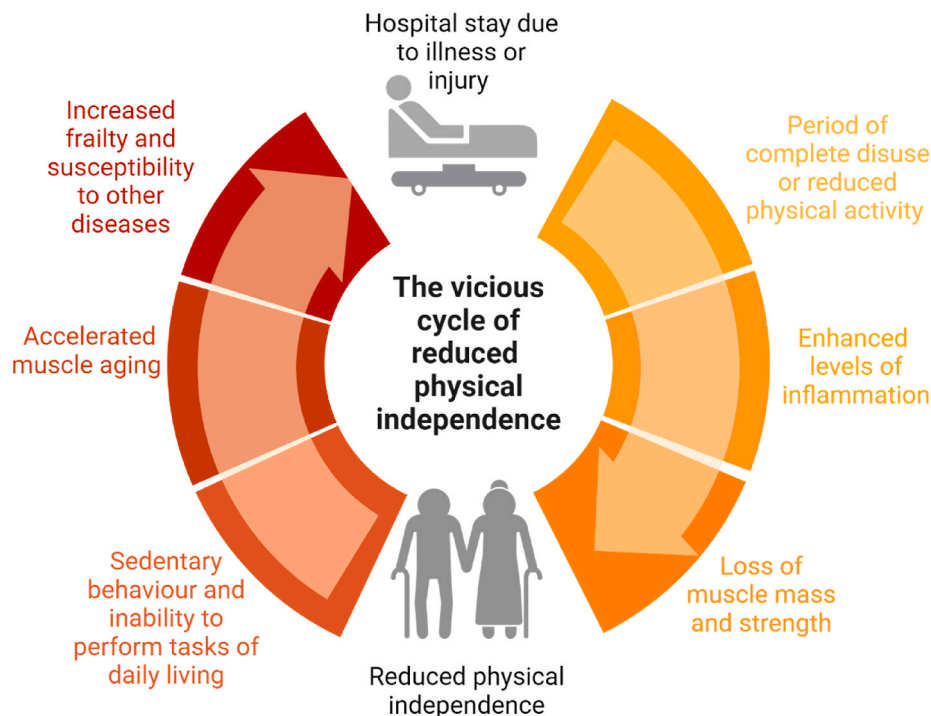 Hospital stay due
to illness or
injury
Period of
complete disuse
or reduced
physical activity
Enhanced
levels of
inflammation
Loss of
muscle mass
and strength
Reduced physical
independence
Sedentary
behaviour and
inability to
perform tasks of
daily living
Accelerated
muscle aging
Increased
frailty and
susceptibility
to other
diseases
The vicious
cycle of
reduced
physical
independence